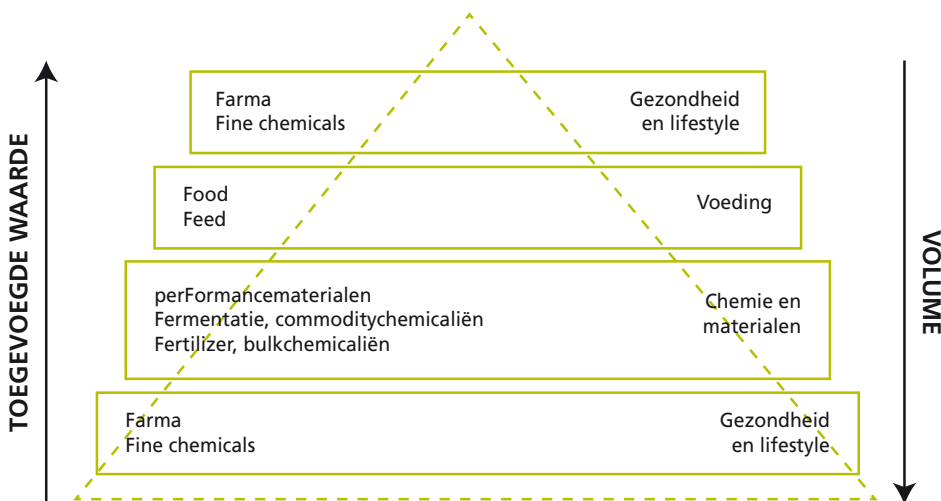 TOEGEVOEGDE WAARDE
Farma
Fine chemicals
Gezondheid
en lifestyle
Food
Feed
Voeding
perFormancematerialen
Fermentatie, commoditychemicaliën
Fertilizer, bulkchemicaliën
Chemie en
materialen
Farma
Fine chemicals
Gezondheid
en lifestyle
VOLUME